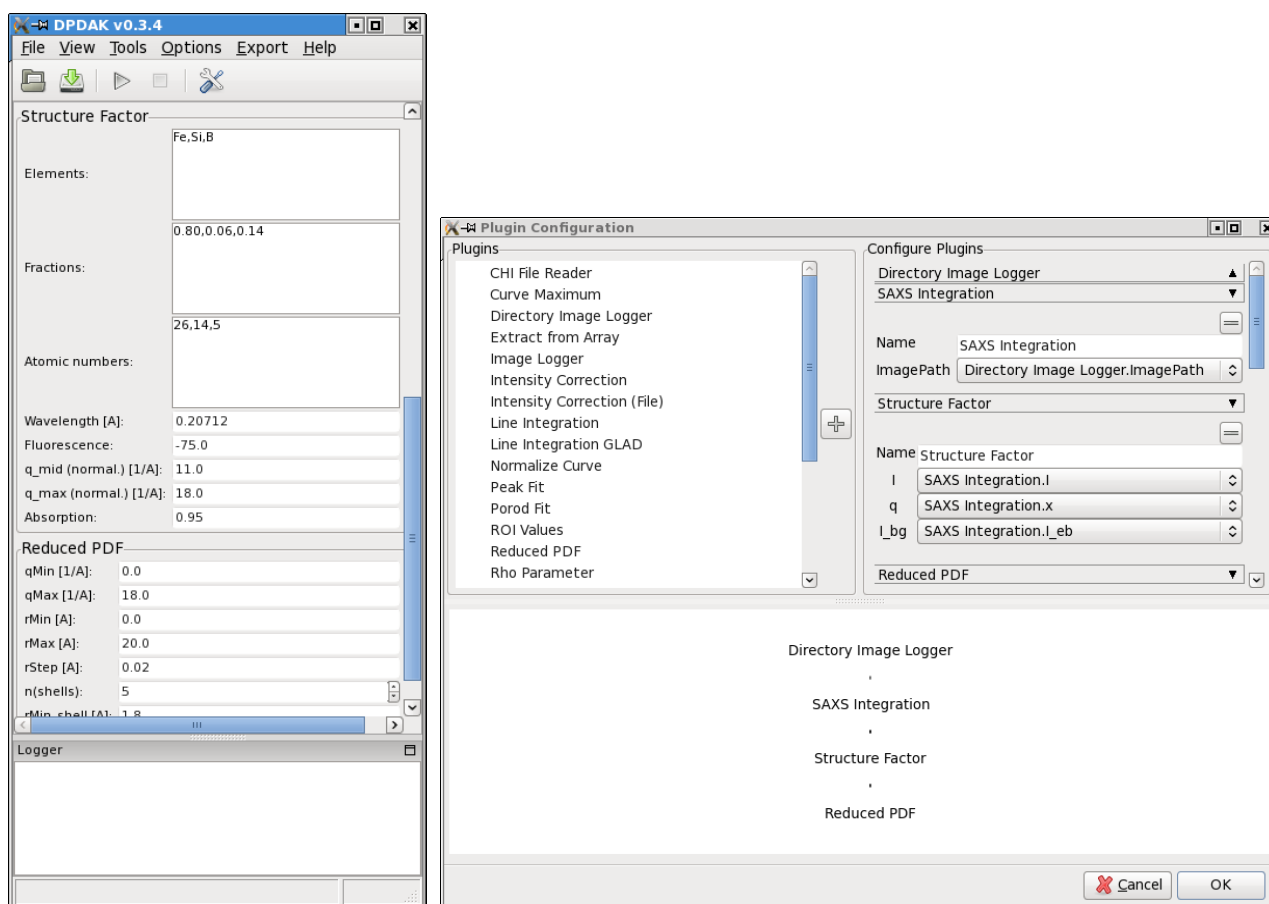 DPDAK v0.3.4
File View Tools Options Export Help
Structure Factor
Elements:
Fe,Si,B
Fractions:
0.80,0.06,0.14
Atomic numbers:
26,14,5
Wavelength [A]: 0.20712
Fluorescence: -75.0
q_mid (normal.) [1/A]: 11.0
q_max (normal.) [1/A]: 18.0
Absorption: 0.95
Reduced PDF
qMin [1/A]: 0.0
qMax [1/A]: 18.0
rMin [A]: 0.0
rMax [A]: 20.0
rStep [A]: 0.02
n(shells): 5
rMin_shell [A]: 1.8
Logger
Plugin Configuration
Plugins
CHI File Reader
Curve Maximum
Directory Image Logger
Extract from Array
Image Logger
Intensity Correction
Intensity Correction (File)
Line Integration
Line Integration GLAD
Normalize Curve
Peak Fit
Porod Fit
ROI Values
Reduced PDF
Rho Parameter
Configure Plugins
Directory Image Logger
SAXS Integration
Name SAXS Integration
ImagePath Directory Image Logger.ImagePath
Structure Factor
Name Structure Factor
I SAXS Integration.I
q SAXS Integration.x
I_bg SAXS Integration.I_eb
Reduced PDF
Directory Image Logger
SAXS Integration
Structure Factor
Reduced PDF
Cancel OK